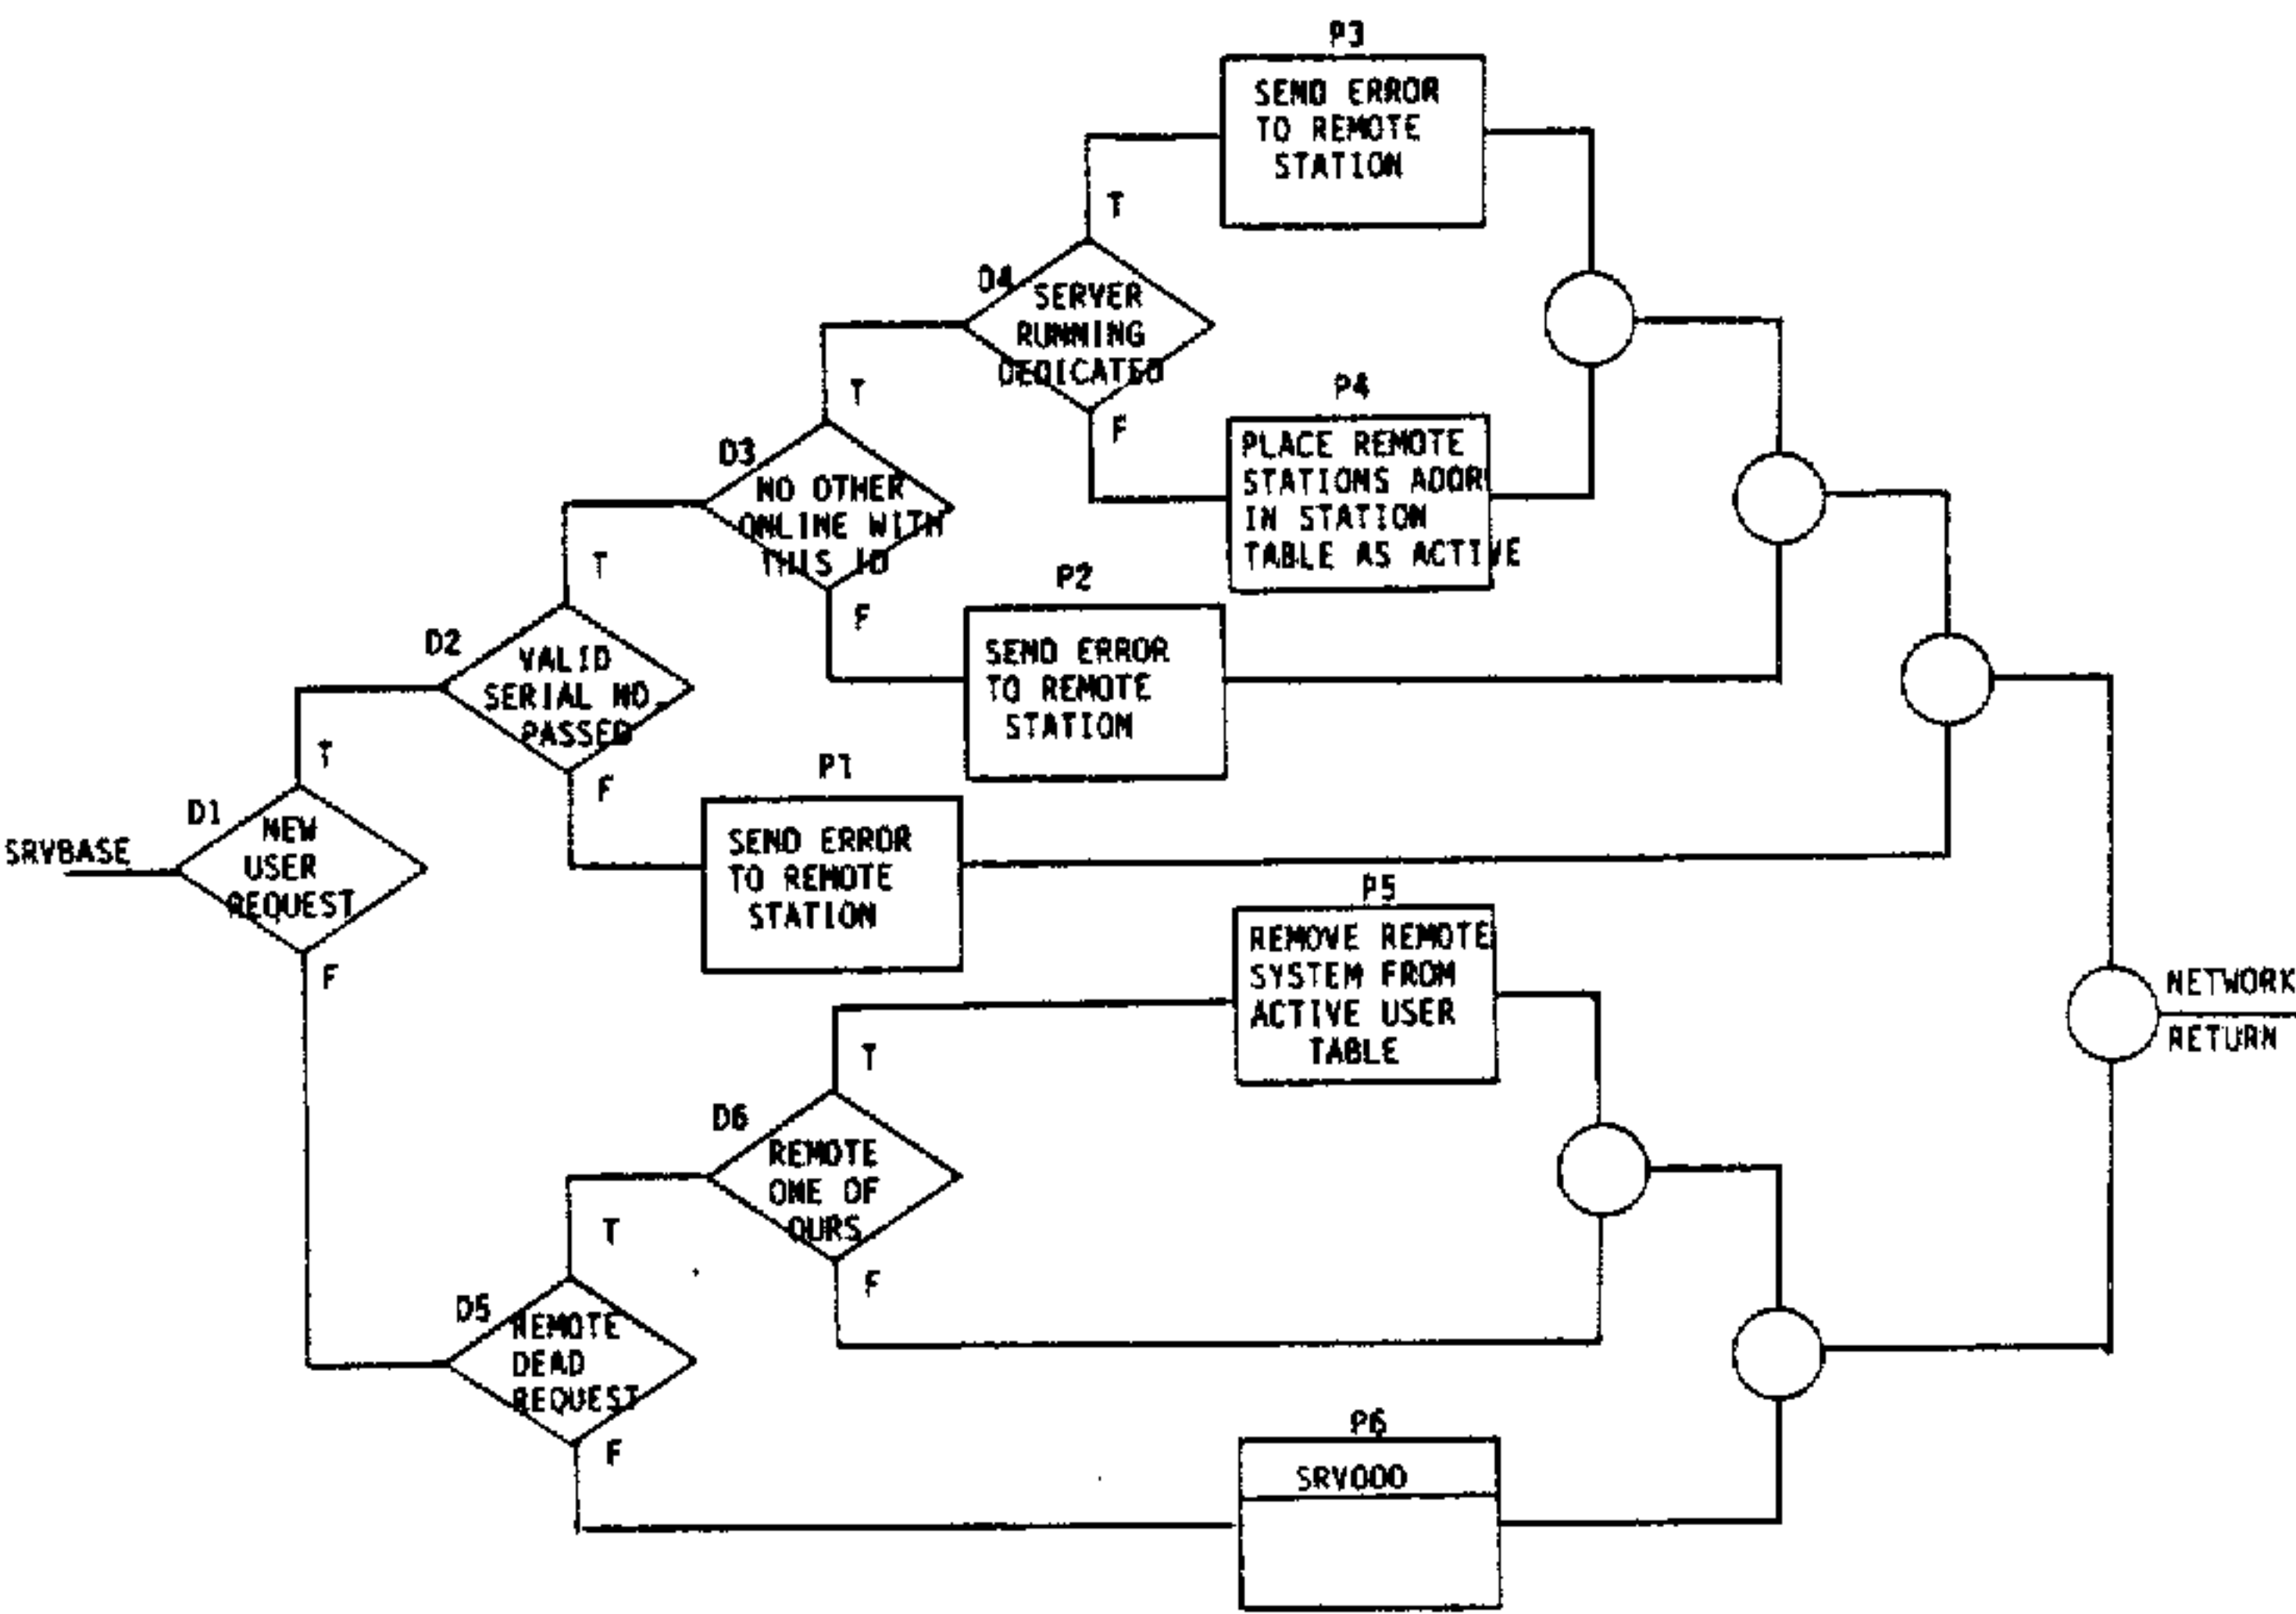 P3
SEND ERROR
TO REMOTE
STATION
T
D4
SERVER
RUNNING
DEDICATED
F
T
P4
PLACE REMOTE
STATIONS ADDR
IN STATION
TABLE AS ACTIVE
D3
NO OTHER
ONLINE WITH
THIS ID
F
T
P2
SEND ERROR
TO REMOTE
STATION
D2
VALID
SERIAL NO
PASSED
F
T
P1
SEND ERROR
TO REMOTE
STATION
SRVBASE
D1
NEW
USER
REQUEST
F
P5
REMOVE REMOTE
SYSTEM FROM
ACTIVE USER
TABLE
NETWORK
RETURN
T
D6
REMOTE
ONE OF
OURS
F
T
D5
REMOTE
DEAD
REQUEST
F
P6
SRV000